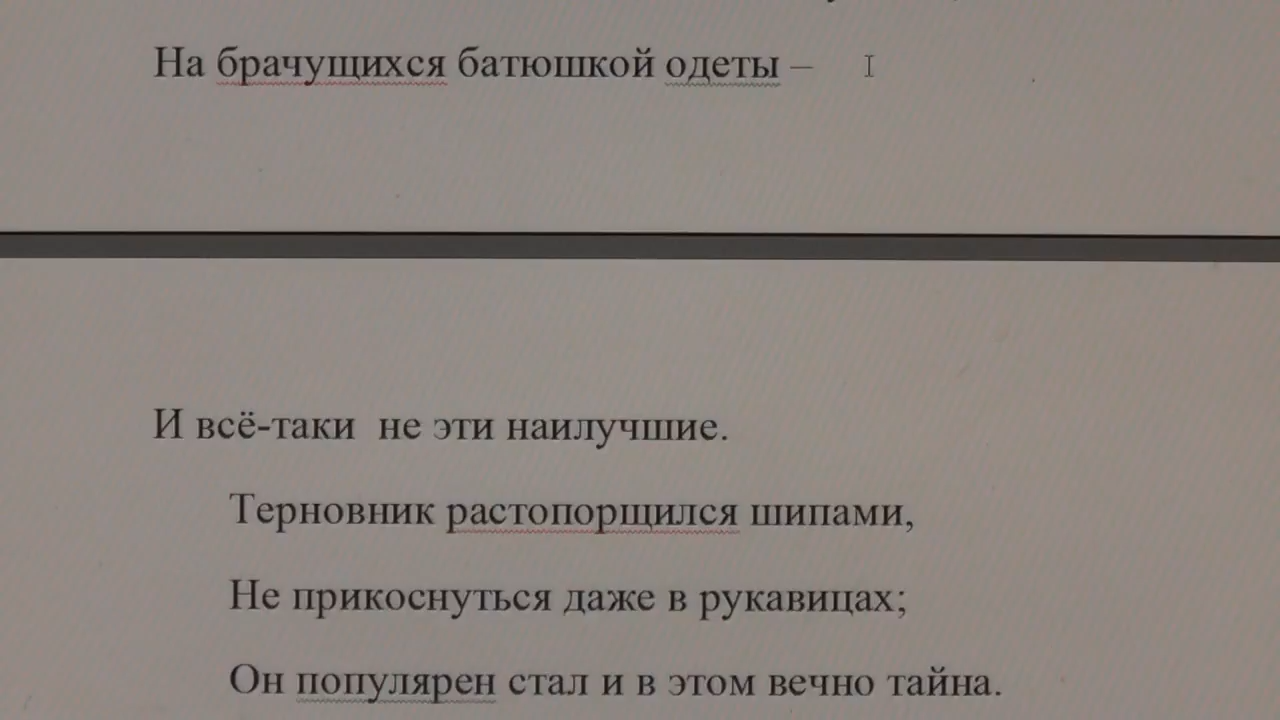 На брачущихся батюшкой одеты –
И всё-таки не эти наилучшие.
Терновник растопорщился шипами,
Не прикоснуться даже в рукавицах;
Он популярен стал и в этом вечно тайна.